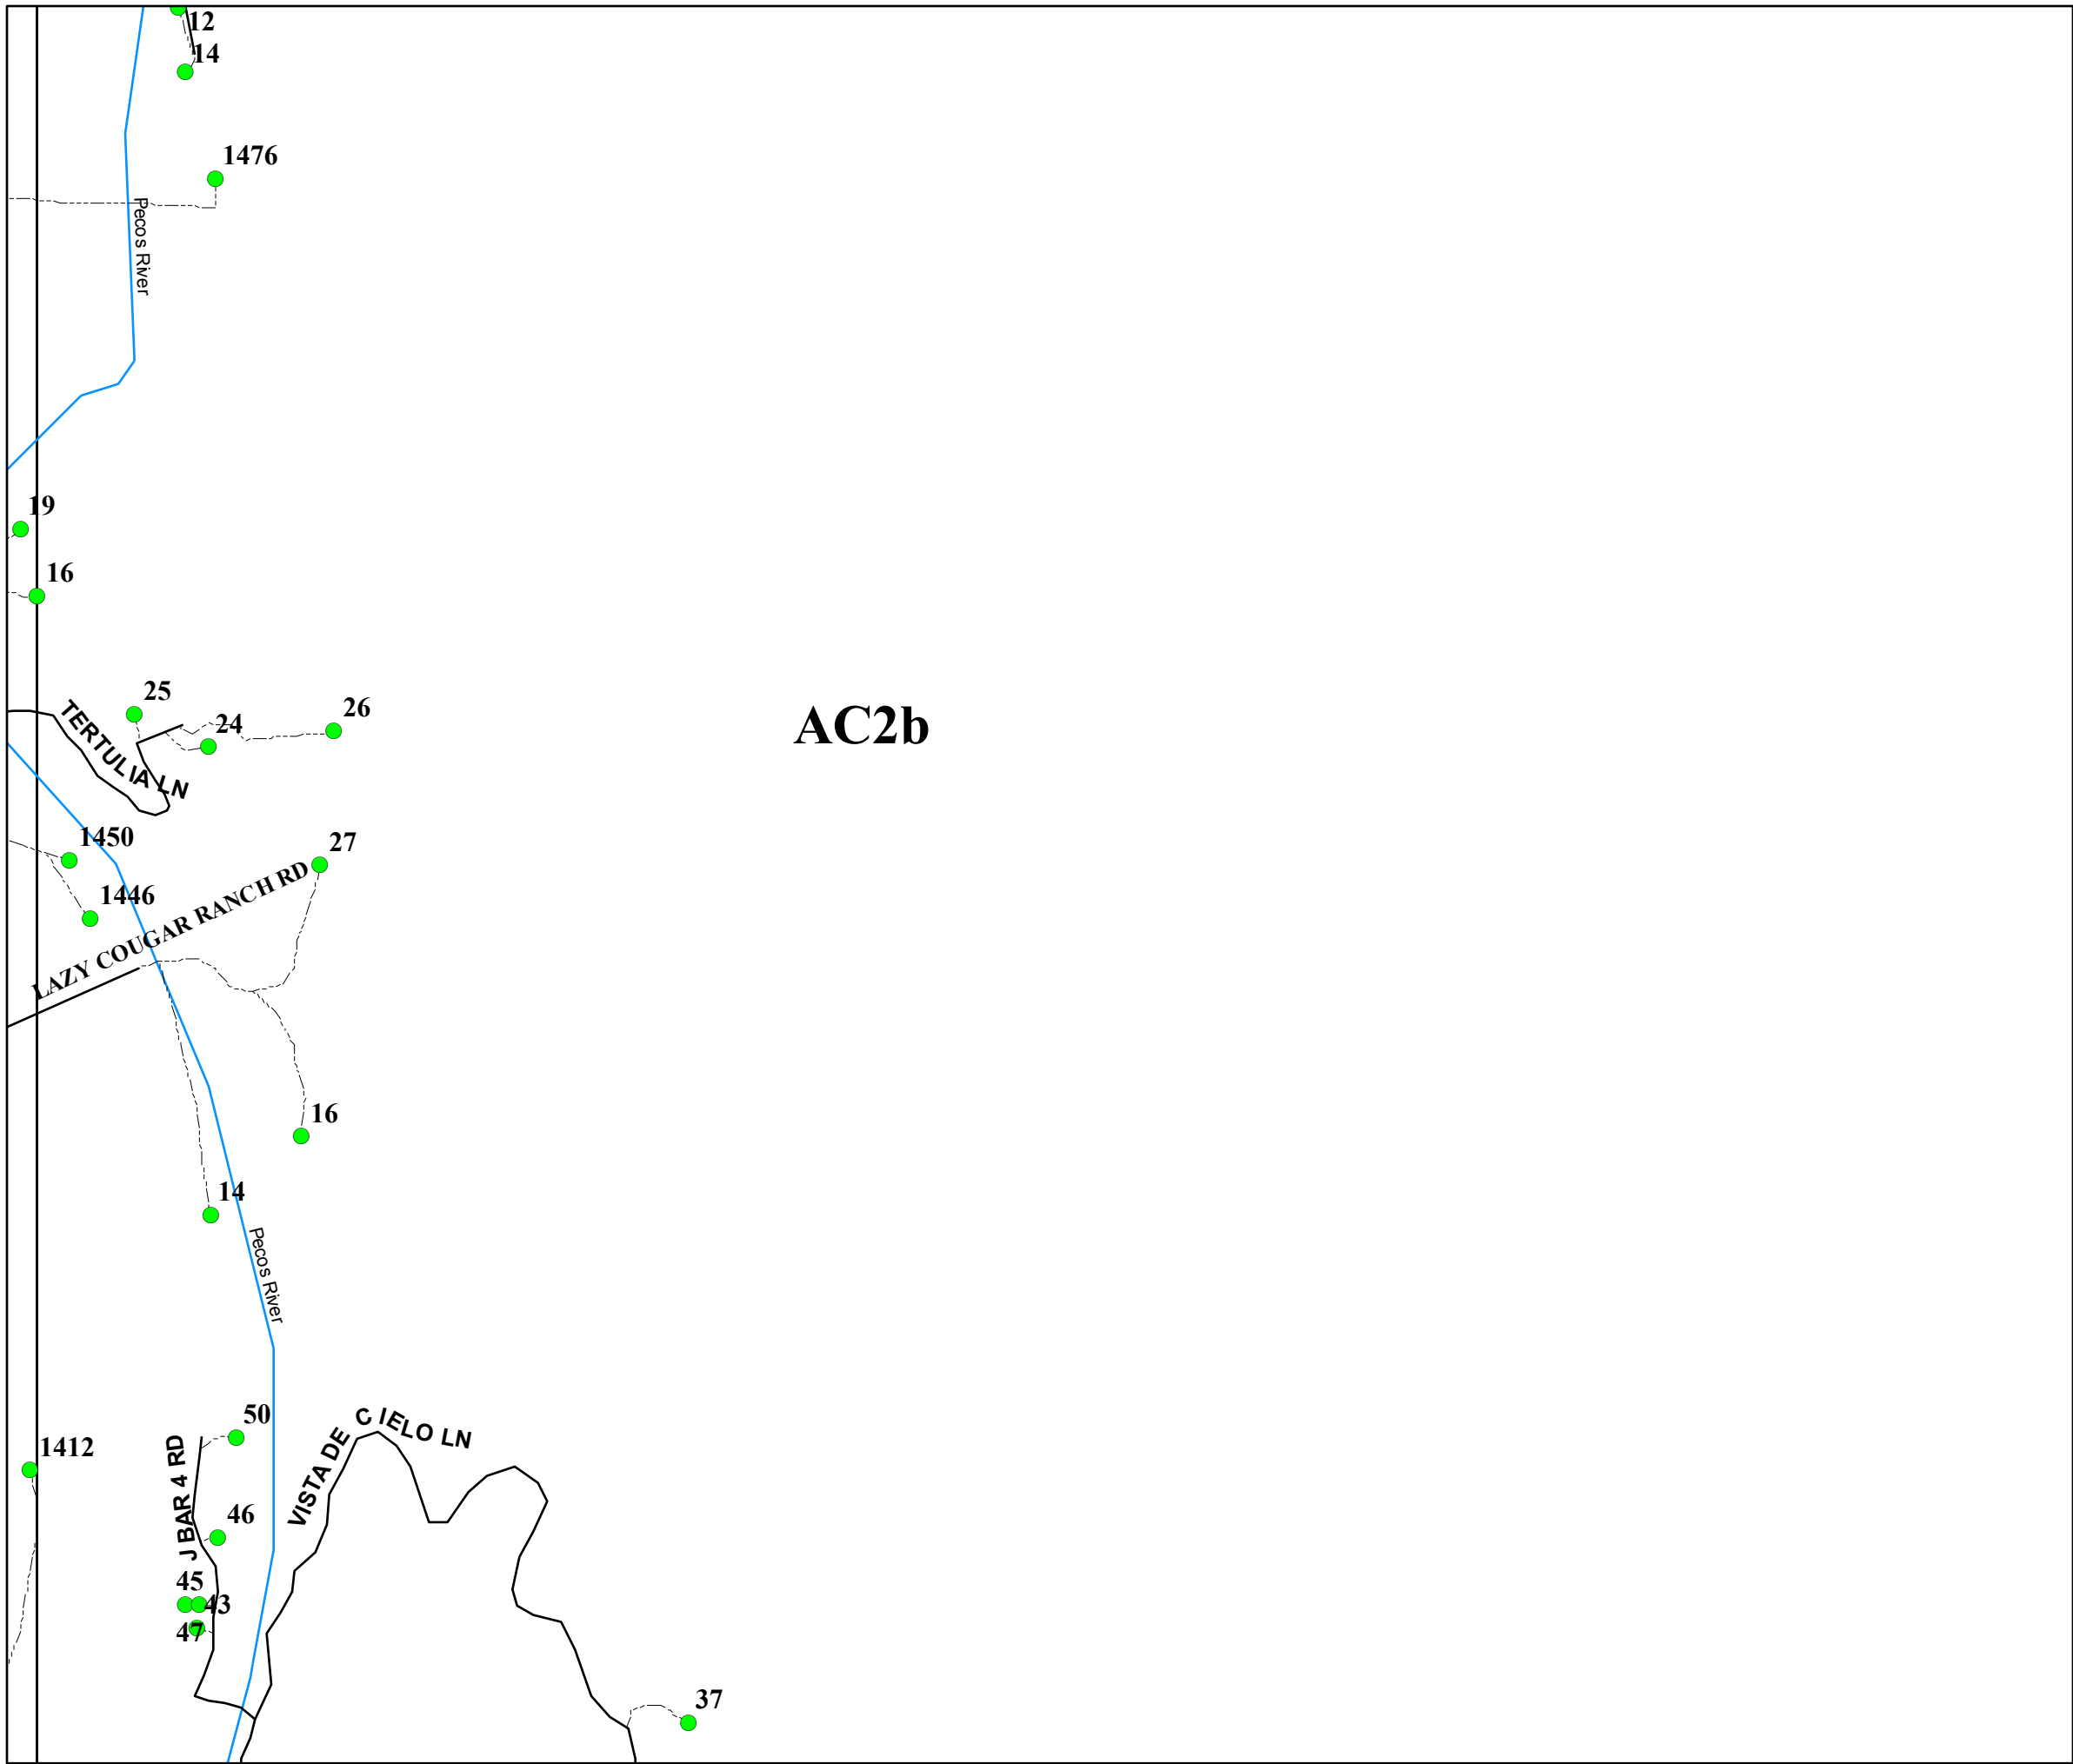 12
14
1476
Pecos River
19
16
25
TERTULIA LN
24
26
AC2b
1450
27
1446
LAZY COUGAR RANCH RD
16
14
Pecos River
50
VISTA DE CIELO LN
1412
J BAR 4 RD
46
45
43
47
37